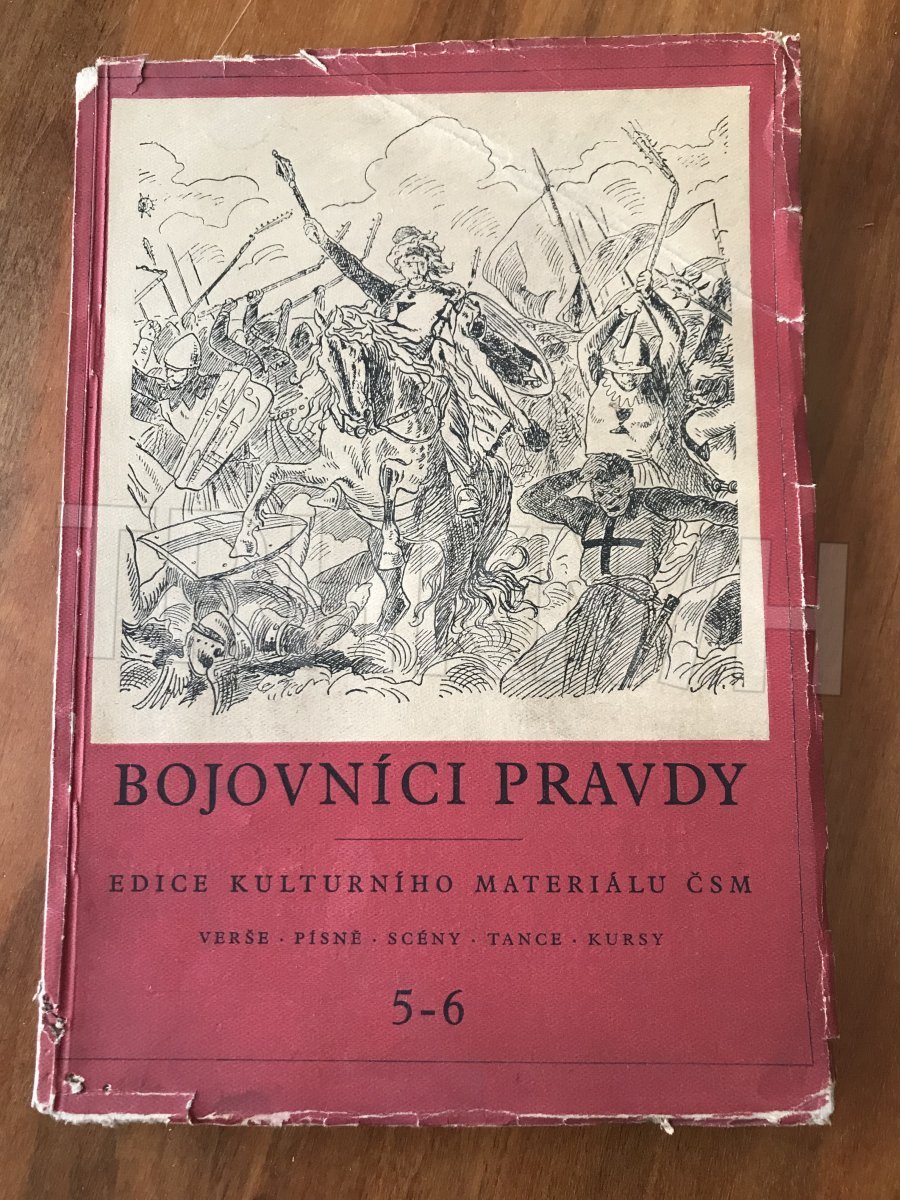 BOJOVNÍCI PRAVDY
EDICE KULTURNÍHO MATERIÁLU ČSM
VERŠE · PÍSNĚ · SCÉNY · TANCE · KURSY
5-6